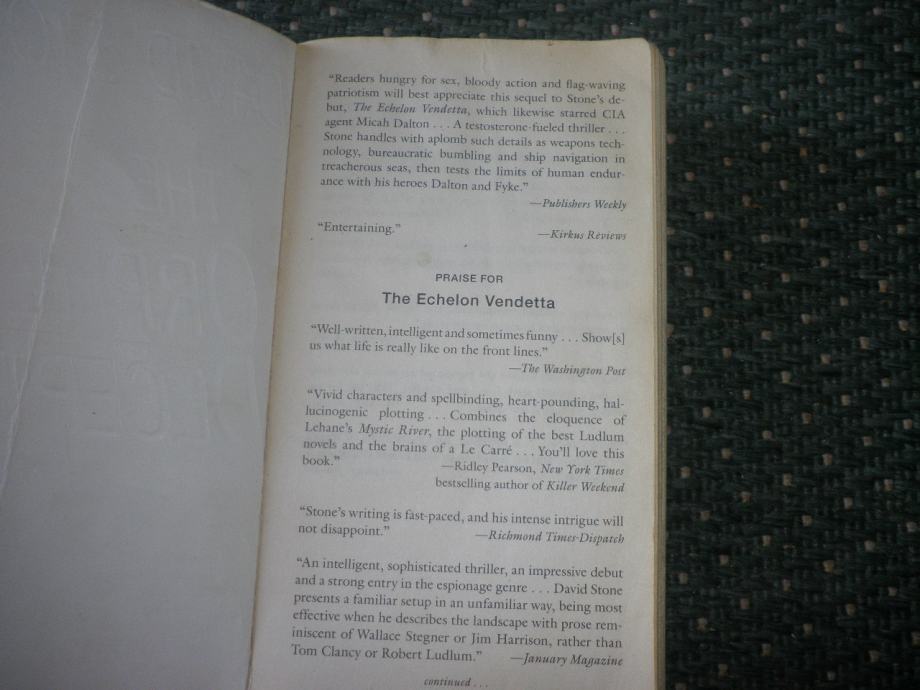 “Readers hungry for sex, bloody action and flag-waving
patriotism will best appreciate this sequel to Stone’s de-
but, The Echelon Vendetta, which likewise starred CIA
agent Micah Dalton . . . A testosterone-fueled thriller . . .
Stone handles with aplomb such details as weapons tech-
nology, bureaucratic bumbling and ship navigation in
treacherous seas, then tests the limits of human endur-
ance with his heroes Dalton and Fyke.”
—Publishers Weekly
“Entertaining.” —Kirkus Reviews
PRAISE FOR
The Echelon Vendetta
“Well-written, intelligent and sometimes funny . . . Show[s]
us what life is really like on the front lines.”
—The Washington Post
“Vivid characters and spellbinding, heart-pounding, hal-
lucinogenic plotting . . . Combines the eloquence of
Lehane’s Mystic River, the plotting of the best Ludlum
novels and the brains of a Le Carré . . . You’ll love this
book.” —Ridley Pearson, New York Times
bestselling author of Killer Weekend
“Stone’s writing is fast-paced, and his intense intrigue will
not disappoint.” —Richmond Times-Dispatch
“An intelligent, sophisticated thriller, an impressive debut
and a strong entry in the espionage genre . . . David Stone
presents a familiar setup in an unfamiliar way, being most
effective when he describes the landscape with prose rem-
iniscent of Wallace Stegner or Jim Harrison, rather than
Tom Clancy or Robert Ludlum.” —January Magazine
continued . . .